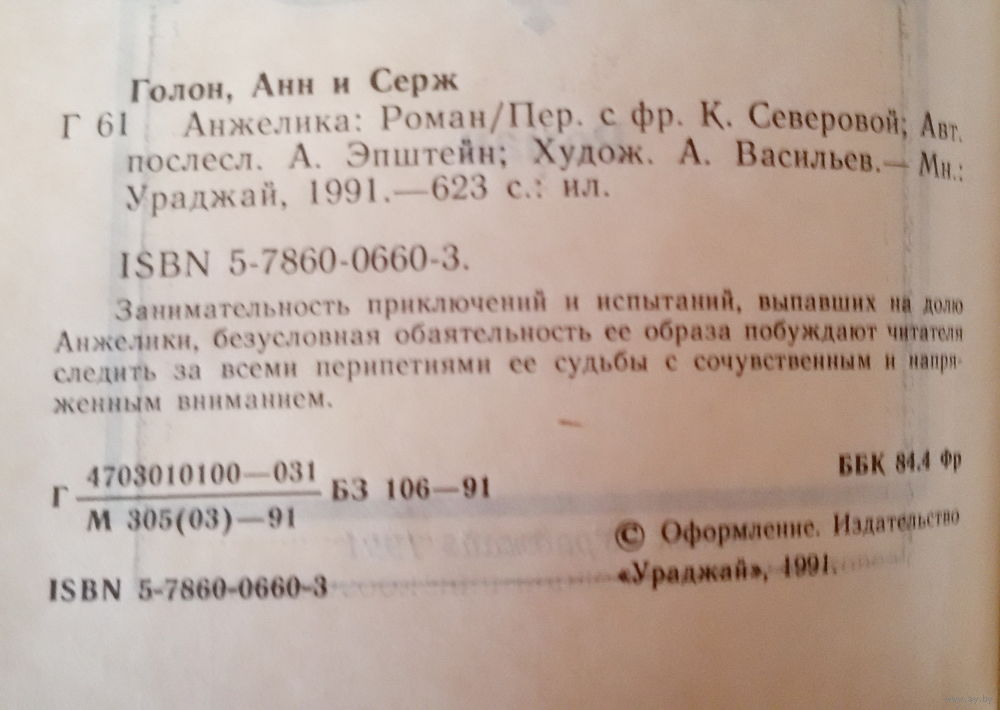 Голон, Анн и Серж
Г 61 Анжелика: Роман/Пер. с фр. К. Северовой; Авт.
послесл. А. Эпштейн; Худож. А. Васильев.— Мн.:
Ураджай, 1991.—623 с.: ил.
ISBN 5-7860-0660-3.
Занимательность приключений и испытаний, выпавших на долю
Анжелики, безусловная обаятельность ее образа побуждают читателя
следить за всеми перипетиями ее судьбы с сочувственным и напря-
женным вниманием.
Г 4703010100—031 БЗ 106—91
М 305(03)—91
ББК 84.4 Фр
© Оформление. Издательство
«Ураджай», 1991.
ISBN 5-7860-0660-3
www.ay.by